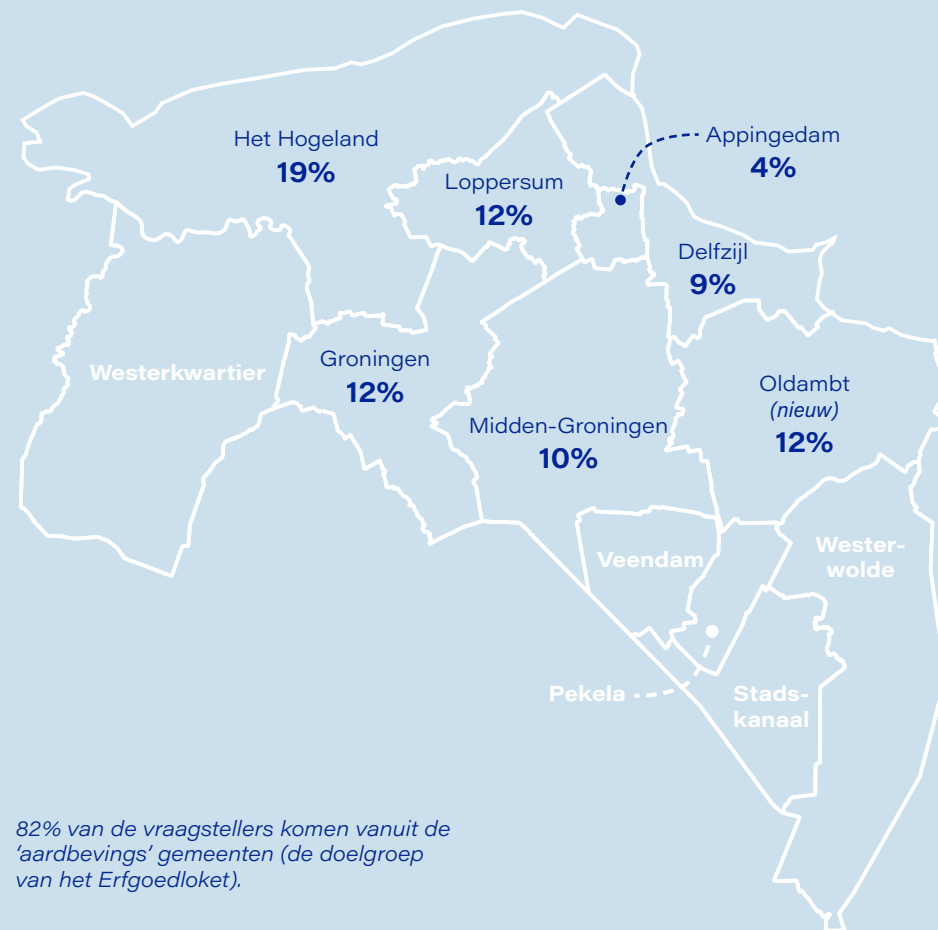 Het Hogeland
19%
Loppersum
12%
Appingedam
4%
Delfzijl
9%
Westerkwartier
Groningen
12%
Midden-Groningen
10%
Oldambt
(nieuw)
12%
Veendam
Wester-
wolde
Pekela
Stads-
kanaal
82% van de vraagstellers komen vanuit de
'aardbevings' gemeenten (de doelgroep
van het Erfgoedloket).